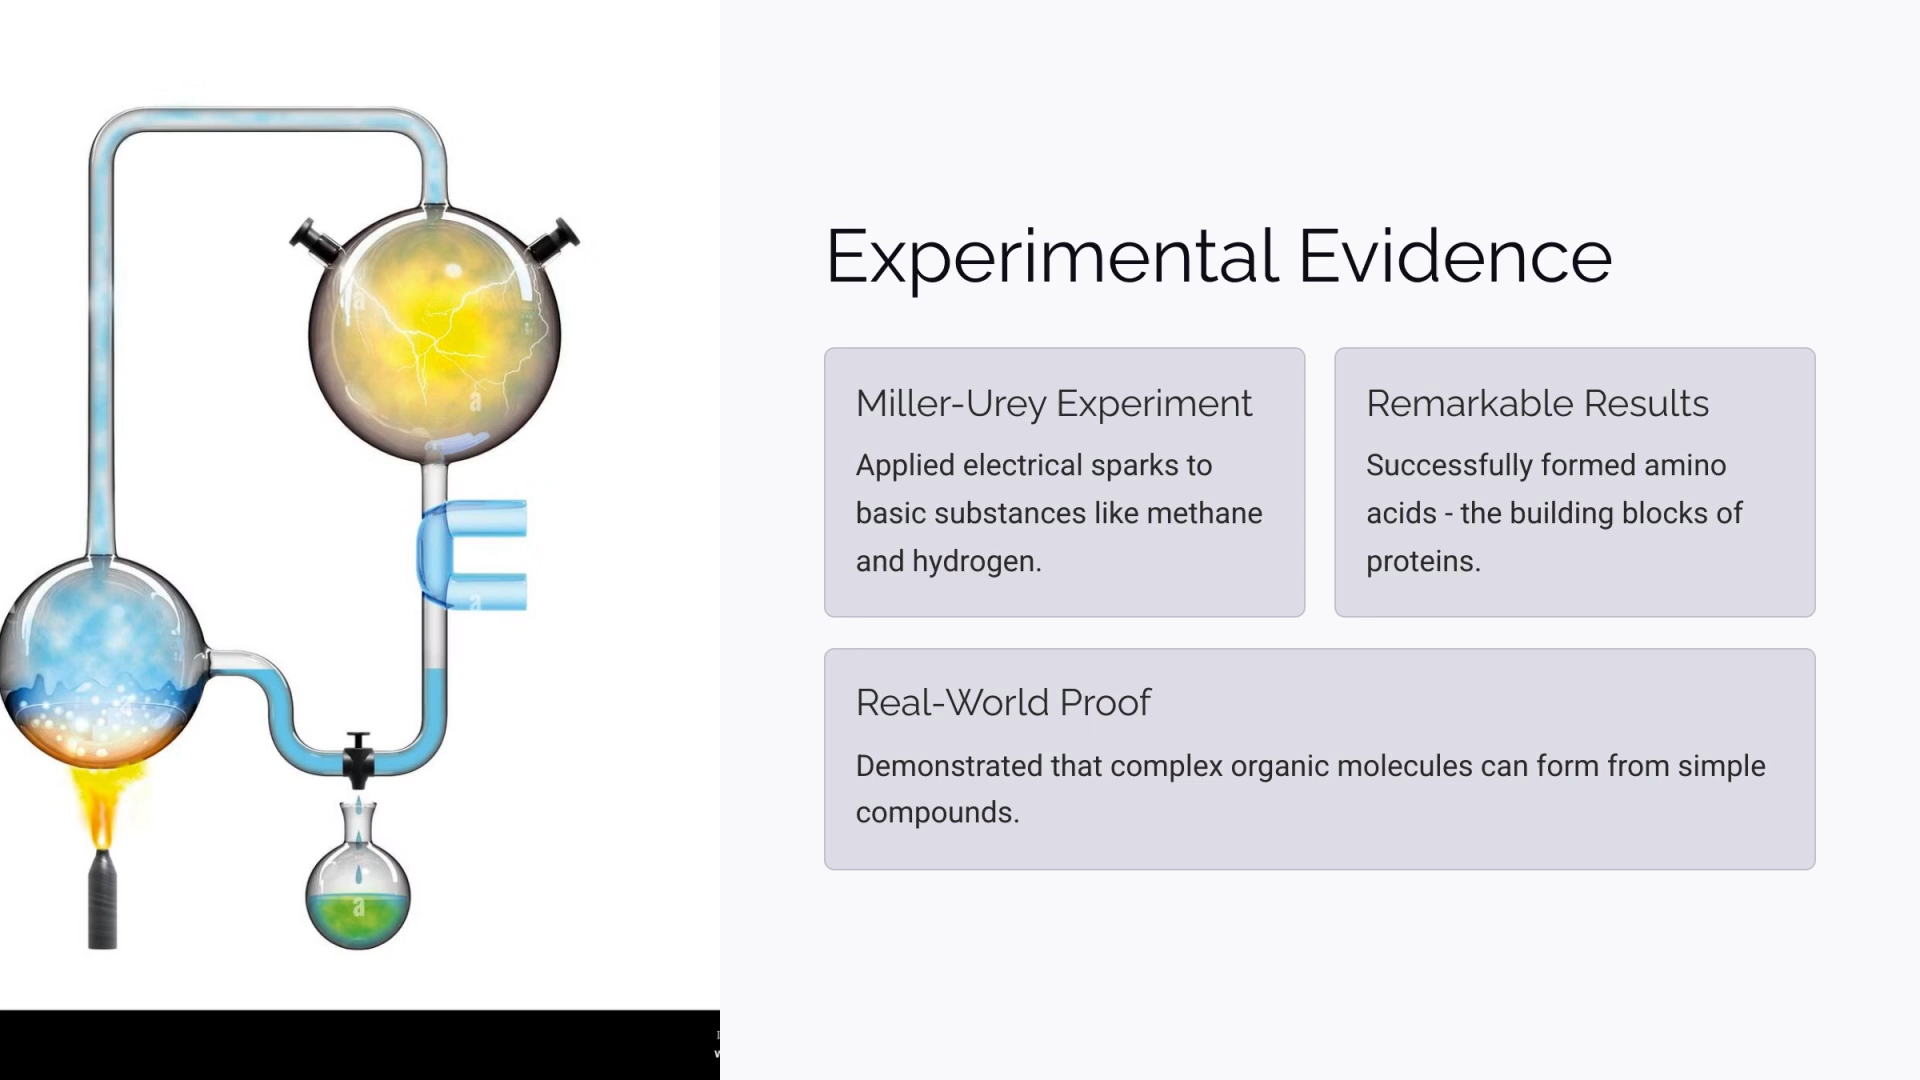 Experimental Evidence
Miller-Urey Experiment
Applied electrical sparks to
basic substances like methane
and hydrogen.
Remarkable Results
Successfully formed amino
acids - the building blocks of
proteins.
Real-World Proof
Demonstrated that complex organic molecules can form from simple
compounds.
a
a
a
a